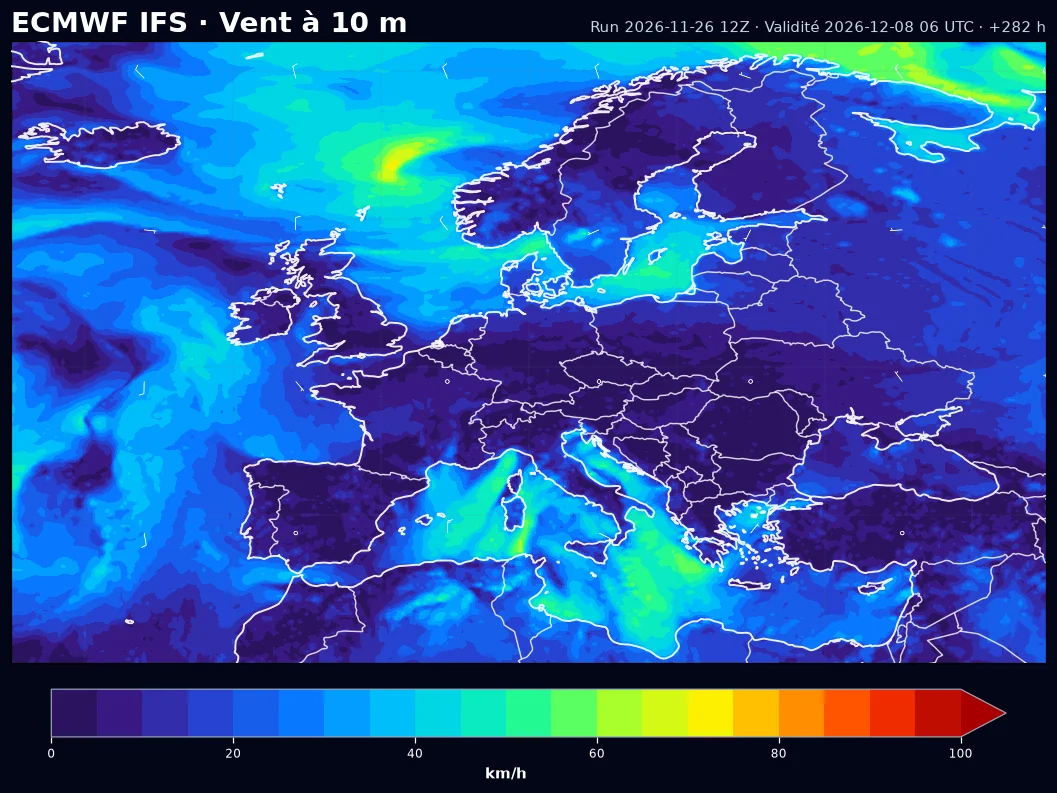 ECMWF IFS · Vent à 10 m
Run 2026-11-26 12Z · Validité 2026-12-08 06 UTC · +282 h
0 20 40 60 80 100
km/h